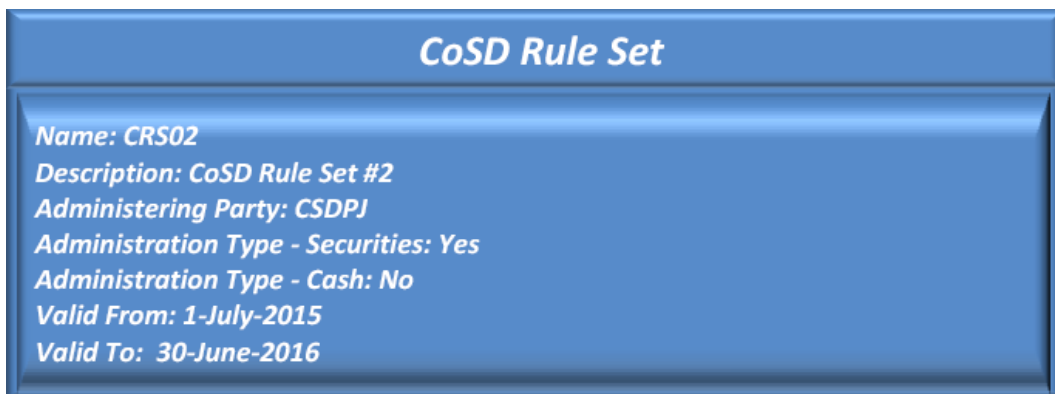 CoSD Rule Set
Name: CRS02
Description: CoSD Rule Set #2
Administering Party: CSDPJ
Administration Type - Securities: Yes
Administration Type - Cash: No
Valid From: 1-July-2015
Valid To:  30-June-2016